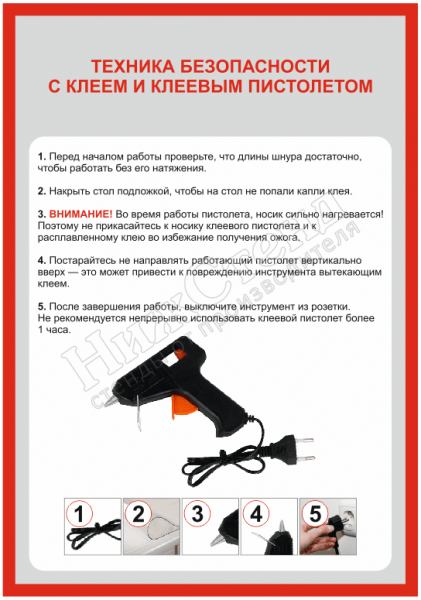 ТЕХНИКА БЕЗОПАСНОСТИ
С КЛЕЕМ И КЛЕЕВЫМ ПИСТОЛЕТОМ
1. Перед началом работы проверьте, что длины шнура достаточно,
чтобы работать без его натяжения.
2. Накрыть стол подложкой, чтобы на стол не попали капли клея.
3. ВНИМАНИЕ! Во время работы пистолета, носик сильно нагревается!
Поэтому не прикасайтесь к носику клеевого пистолета и к
расплавленному клею во избежание получения ожога.
4. Постарайтесь не направлять работающий пистолет вертикально
вверх — это может привести к повреждению инструмента вытекающим
клеем.
5. После завершения работы, выключите инструмент из розетки.
Не рекомендуется непрерывно использовать клеевой пистолет более
1 часа.
НижСтенд
стенды от производителя
1
2
3
4
5